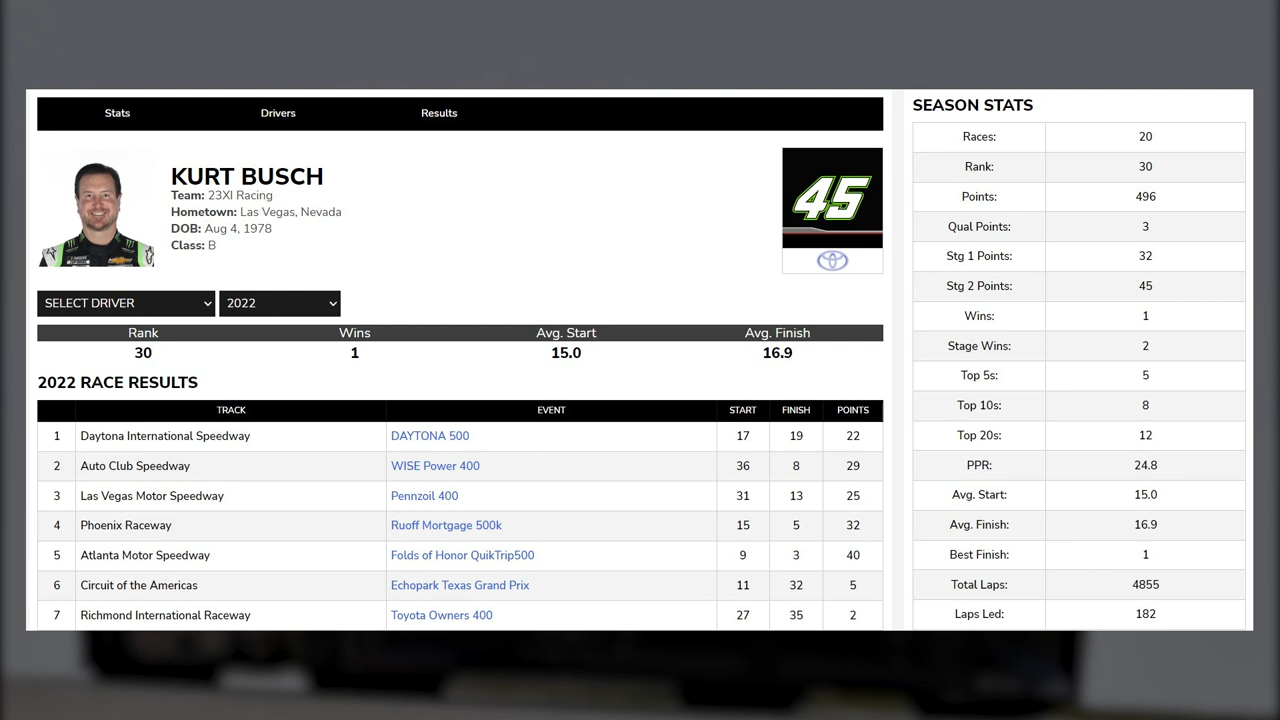 Stats Drivers Results
KURT BUSCH
Team: 23XI Racing
Hometown: Las Vegas, Nevada
DOB: Aug 4, 1978
Class: B
45
SELECT DRIVER 2022
Rank Wins Avg. Start Avg. Finish
30 1 15.0 16.9
2022 RACE RESULTS
TRACK EVENT START FINISH POINTS
1 Daytona International Speedway DAYTONA 500 17 19 22
2 Auto Club Speedway WISE Power 400 36 8 29
3 Las Vegas Motor Speedway Pennzoil 400 31 13 25
4 Phoenix Raceway Ruoff Mortgage 500k 15 5 32
5 Atlanta Motor Speedway Folds of Honor QuikTrip500 9 3 40
6 Circuit of the Americas Echopark Texas Grand Prix 11 32 5
7 Richmond International Raceway Toyota Owners 400 27 35 2
SEASON STATS
Races: 20
Rank: 30
Points: 496
Qual Points: 3
Stg 1 Points: 32
Stg 2 Points: 45
Wins: 1
Stage Wins: 2
Top 5s: 5
Top 10s: 8
Top 20s: 12
PPR: 24.8
Avg. Start: 15.0
Avg. Finish: 16.9
Best Finish: 1
Total Laps: 4855
Laps Led: 182